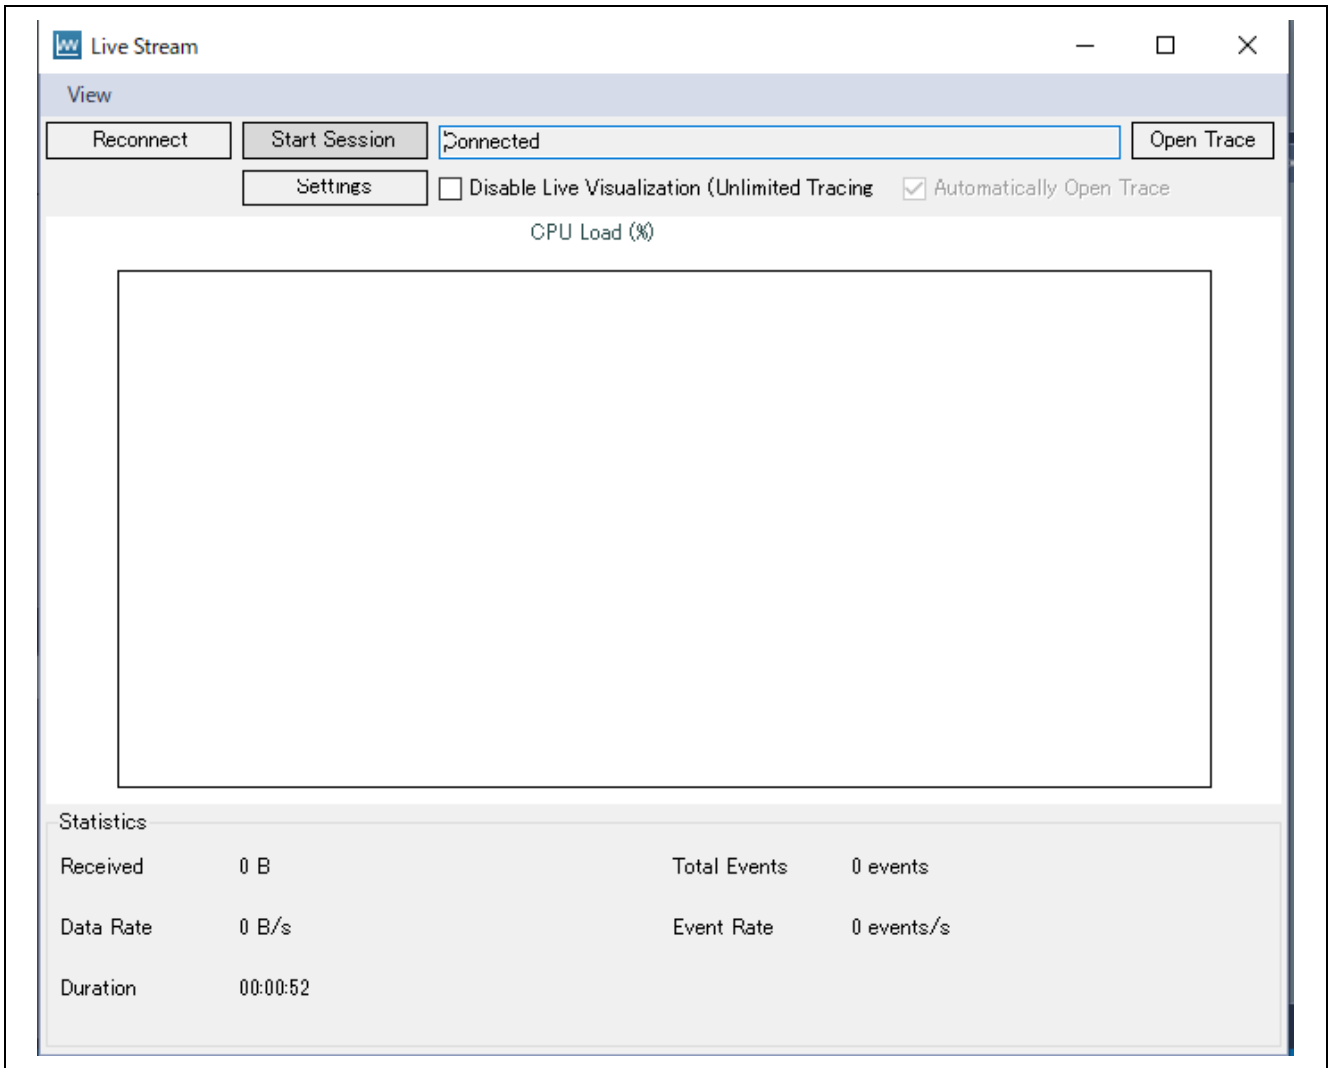 Live Stream
View
Reconnect Start Session Connected Open Trace
Settings Disable Live Visualization (Unlimited Tracing Automatically Open Trace
CPU Load (%)
Statistics
Received 0 B Total Events 0 events
Data Rate 0 B/s Event Rate 0 events/s
Duration 00:00:52